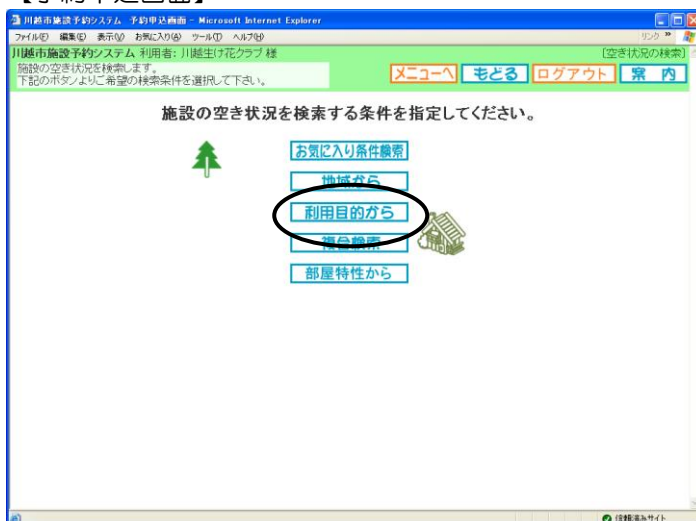 【予約申込画面】
川越市施設予約システム 予約申込画面 - Microsoft Internet Explorer
ファイル(F) 編集(E) 表示(V) お気に入り(A) ツール(T) ヘルプ(H) リンク »
川越市施設予約システム 利用者: 川越生け花クラブ 様 [空き状況の検索]
施設の空き状況を検索します。
下記のボタンよりご希望の検索条件を選択して下さい。
メニューへ もどる ログアウト 案 内
施設の空き状況を検索する条件を指定してください。
お気に入り条件検索
地域から
利用目的から
複合検索
部屋特性から
信頼済みサイト